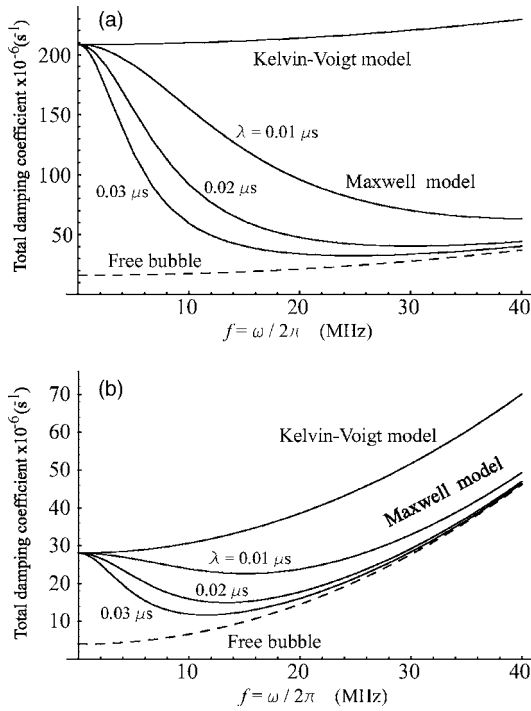 (a)
Total damping coefficient x10⁻⁶(s⁻¹)
200
150
100
50
Kelvin-Voigt model
λ = 0.01 μs
0.02 μs
0.03 μs
Maxwell model
Free bubble
10 20 30 40
f = ω / 2π (MHz)
(b)
Total damping coefficient x10⁻⁶(s⁻¹)
70
60
50
40
30
20
10
Kelvin-Voigt model
Maxwell model
λ = 0.01 μs
0.02 μs
0.03 μs
Free bubble
10 20 30 40
f = ω / 2π (MHz)